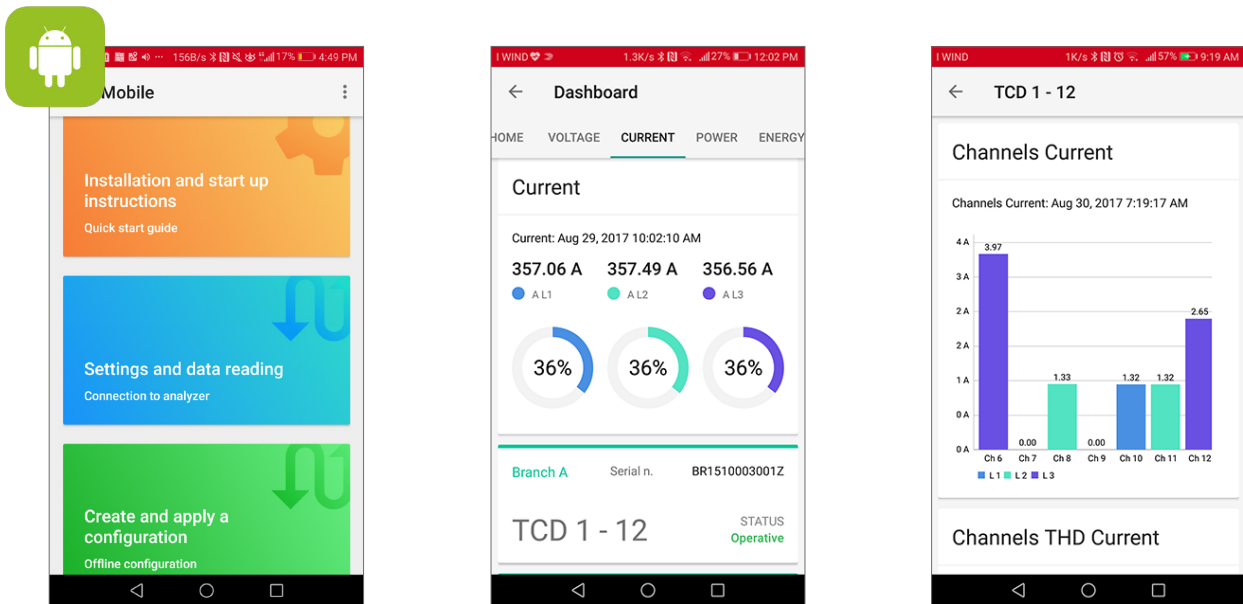 156B/s 17% 4:49 PM
Mobile
Installation and start up
instructions
Quick start guide
Settings and data reading
Connection to analyzer
Create and apply a
configuration
Offline configuration
I WIND 1.3K/s 27% 12:02 PM
Dashboard
HOME VOLTAGE CURRENT POWER ENERGY
Current
Current: Aug 29, 2017 10:02:10 AM
357.06 A 357.49 A 356.56 A
A L1 A L2 A L3
36% 36% 36%
Branch A Serial n. BR1510003001Z
TCD 1 - 12
STATUS
Operative
I WIND 1K/s 57% 9:19 AM
TCD 1 - 12
Channels Current
Channels Current: Aug 30, 2017 7:19:17 AM
4 A
3.97
3 A
2 A
2.65
2 A
1 A
1.33 1.32 1.32
0 A
0.00 0.00
0 A
Ch 6 Ch 7 Ch 8 Ch 9 Ch 10 Ch 11 Ch 12
L1 L2 L3
Channels THD Current